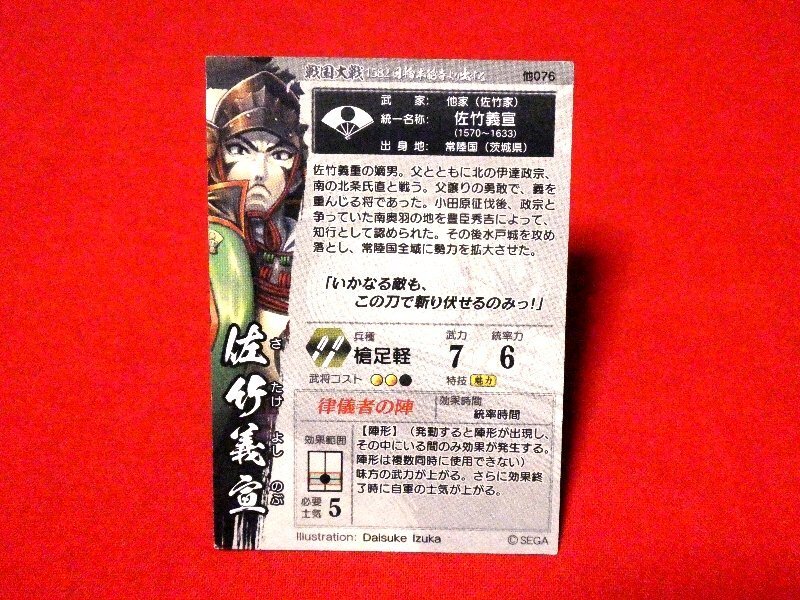 戦国大戦 1582 日輪本能寺より出づる
他076
武家: 他家（佐竹家）
統一名称: 佐竹義宣
(1570〜1633)
出身地: 常陸国（茨城県）
佐竹義重の嫡男。父とともに北の伊達政宗、
南の北条氏直と戦う。父譲りの勇敢で、義を
重んじる将であった。小田原征伐後、政宗と
争っていた南奥羽の地を豊臣秀吉によって、
知行として認められた。その後水戸城を攻め
落とし、常陸国全域に勢力を拡大させた。
「いかなる敵も、
この刀で斬り伏せるのみっ!」
兵種
槍足軽
武力
7
統率力
6
武将コスト
特技 魅力
佐竹義宣
さ たけ よし のぶ
律儀者の陣
効果時間
統率時間
効果範囲
必要士気 5
【陣形】（発動すると陣形が出現し、
その中にいる間のみ効果が発生する。
陣形は複数同時に使用できない）
味方の武力が上がる。さらに効果終
了時に自軍の士気が上がる。
Illustration: Daisuke Izuka
©SEGA